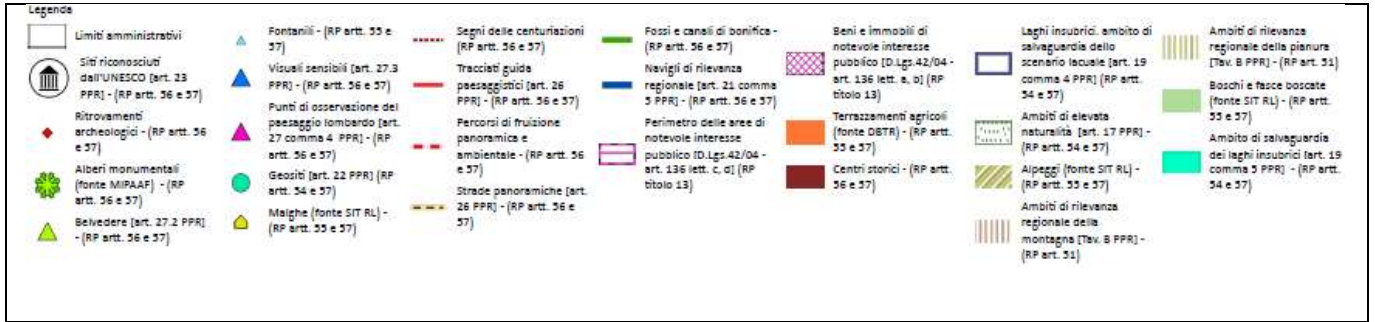 Legenda
Limiti amministrativi
Siti riconosciuti
dall'UNESCO [art. 23
PPR] - (RP artt. 56 e 57)
Ritrovamenti
archeologici - (RP artt. 56
e 57)
Alberi monumentali
(fonte MIPAAF) - (RP
artt. 56 e 57)
Belvedere [art. 27.2 PPR]
- (RP artt. 56 e 57)
Fontanili - (RP artt. 55 e
57)
Visuali sensibili [art. 27.3
PPR] - (RP artt. 56 e 57)
Punti di osservazione del
paesaggio lombardo [art.
27 comma 4 PPR] - (RP
artt. 56 e 57)
Geositi [art. 22 PPR] (RP
artt. 54 e 57)
Malghe (fonte SIT RL) -
(RP artt. 55 e 57)
Segni delle centuriazioni
(RP artt. 56 e 57)
Tracciati guida
paesaggistici [art. 26
PPR] - (RP artt. 56 e 57)
Percorsi di fruizione
panoramica e
ambientale - (RP artt. 56
e 57)
Strade panoramiche [art.
26 PPR] - (RP artt. 56 e
57)
Fossi e canali di bonifica -
(RP artt. 56 e 57)
Navigli di rilevanza
regionale [art. 21 comma
5 PPR] - (RP artt. 56 e 57)
Perimetro delle aree di
notevole interesse
pubblico [D.Lgs.42/04 -
art. 136 lett. c, d] (RP
titolo 13)
Beni e immobili di
notevole interesse
pubblico [D.Lgs.42/04 -
art. 136 lett. a, b] (RP
titolo 13)
Terrazzamenti agricoli
(fonte DBTR) - (RP artt.
55 e 57)
Centri storici - (RP artt.
56 e 57)
Laghi insubrici. ambito di
salvaguardia dello
scenario lacuale [art. 19
comma 4 PPR] (RP artt.
54 e 57)
Ambiti di elevata
naturalità [art. 17 PPR] -
(RP artt. 54 e 57)
Alpeggi (fonte SIT RL) -
(RP artt. 55 e 57)
Ambiti di rilevanza
regionale della
montagna [Tav. B PPR] -
(RP art. 51)
Ambiti di rilevanza
regionale della pianura
[Tav. B PPR] - (RP art. 51)
Boschi e fasce boscate
(fonte SIT RL) - (RP artt.
55 e 57)
Ambito di salvaguardia
dei laghi insubrici [art. 19
comma 5 PPR] - (RP artt.
54 e 57)